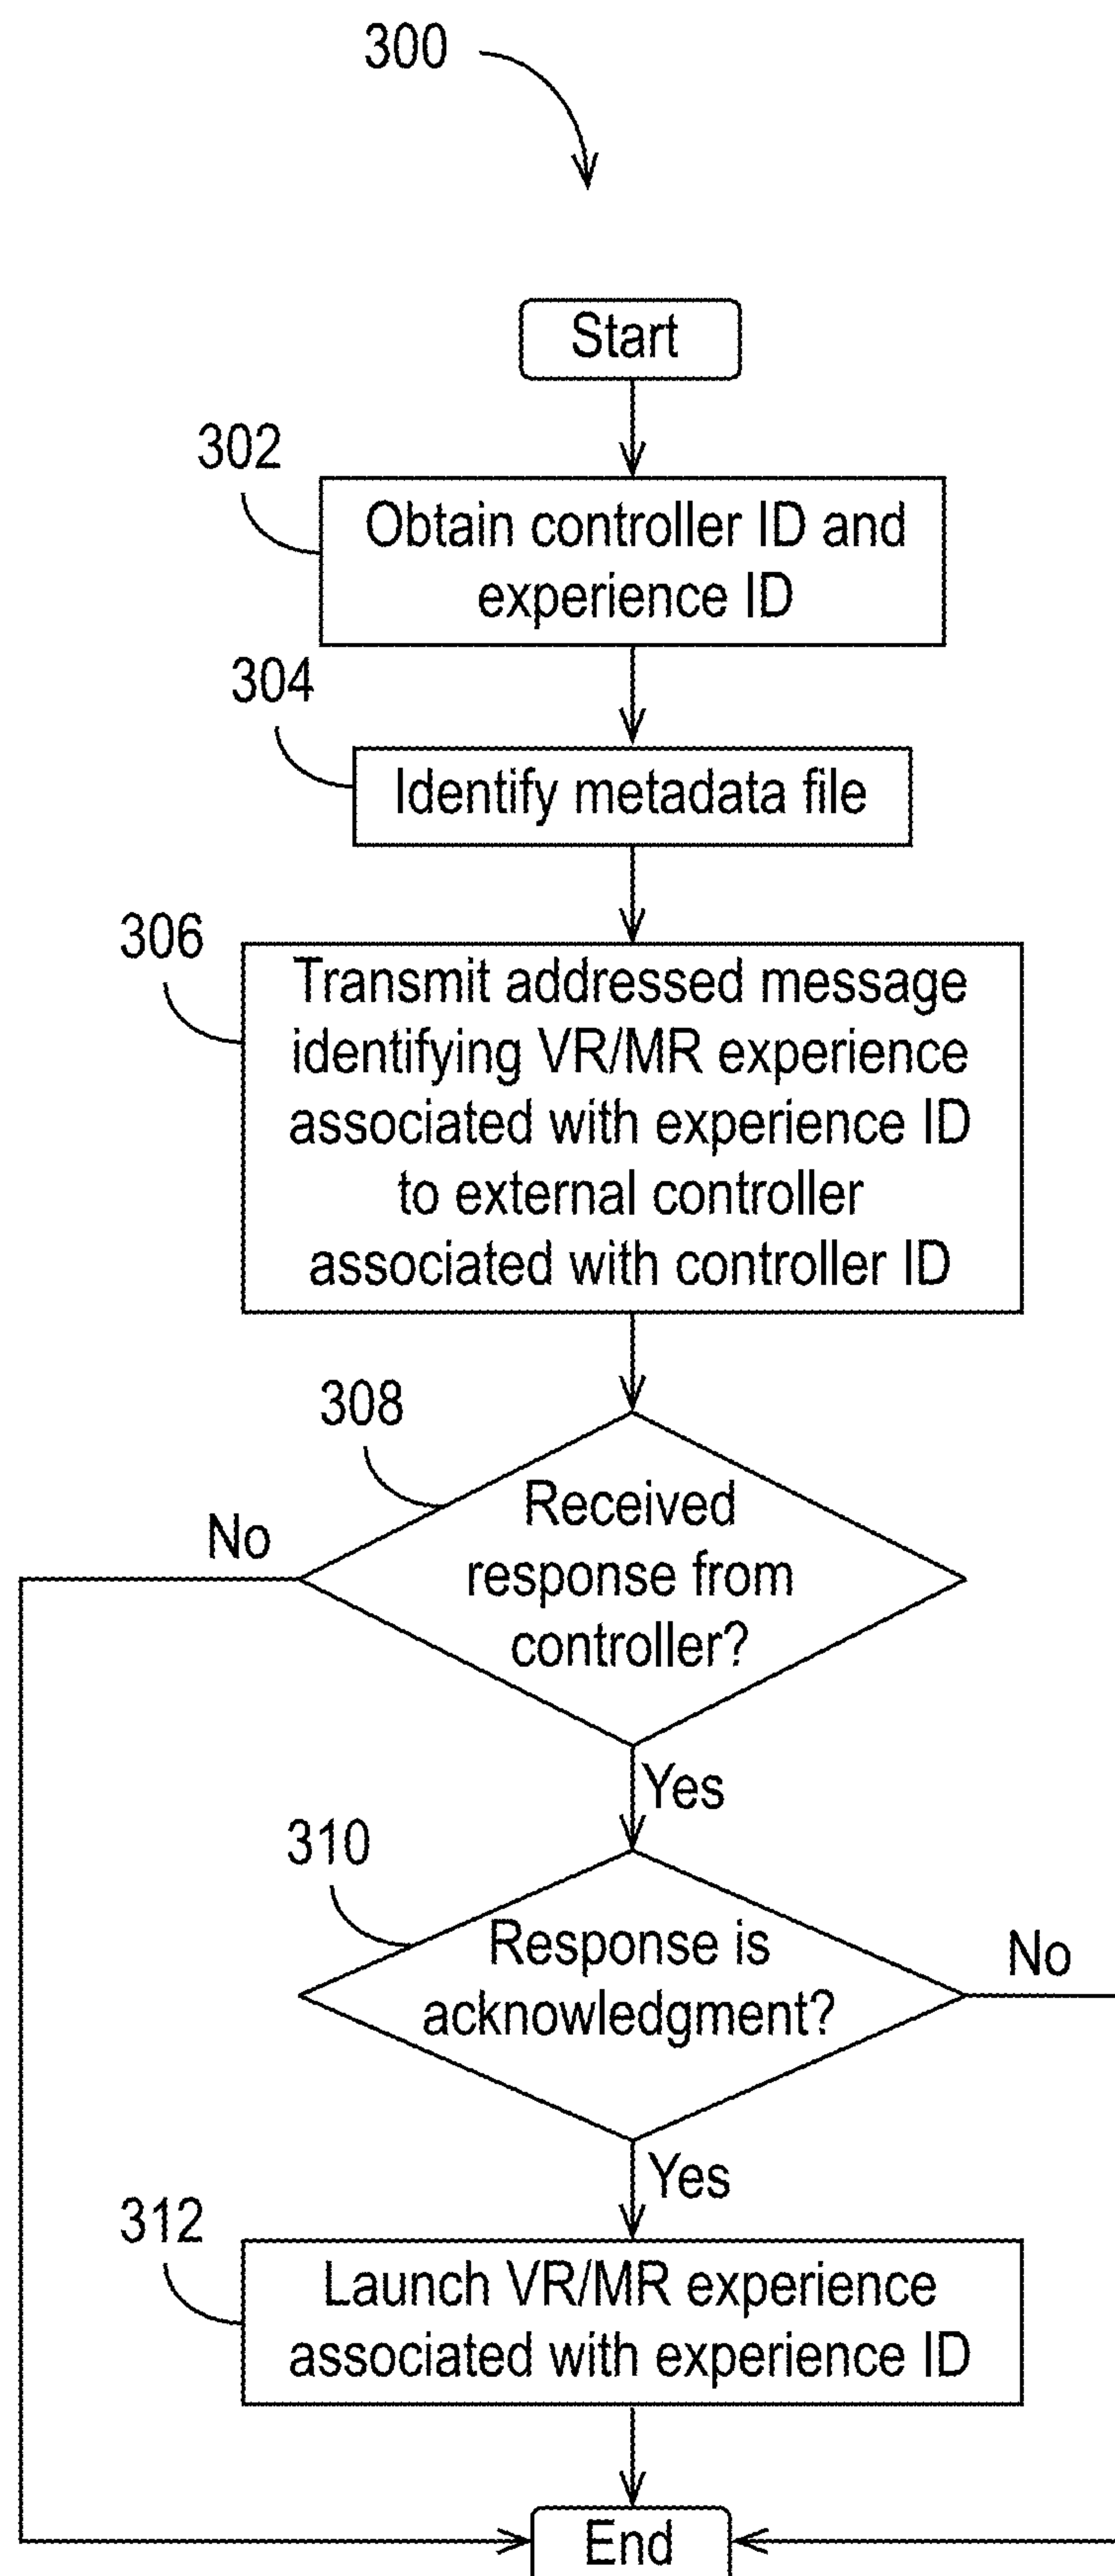 300
Start
302
Obtain controller ID and
experience ID
304
Identify metadata file
306
Transmit addressed message
identifying VR/MR experience
associated with experience ID
to external controller
associated with controller ID
308
Received
response from
controller?
No
Yes
310
Response is
acknowledgment?
No
Yes
312
Launch VR/MR experience
associated with experience ID
End